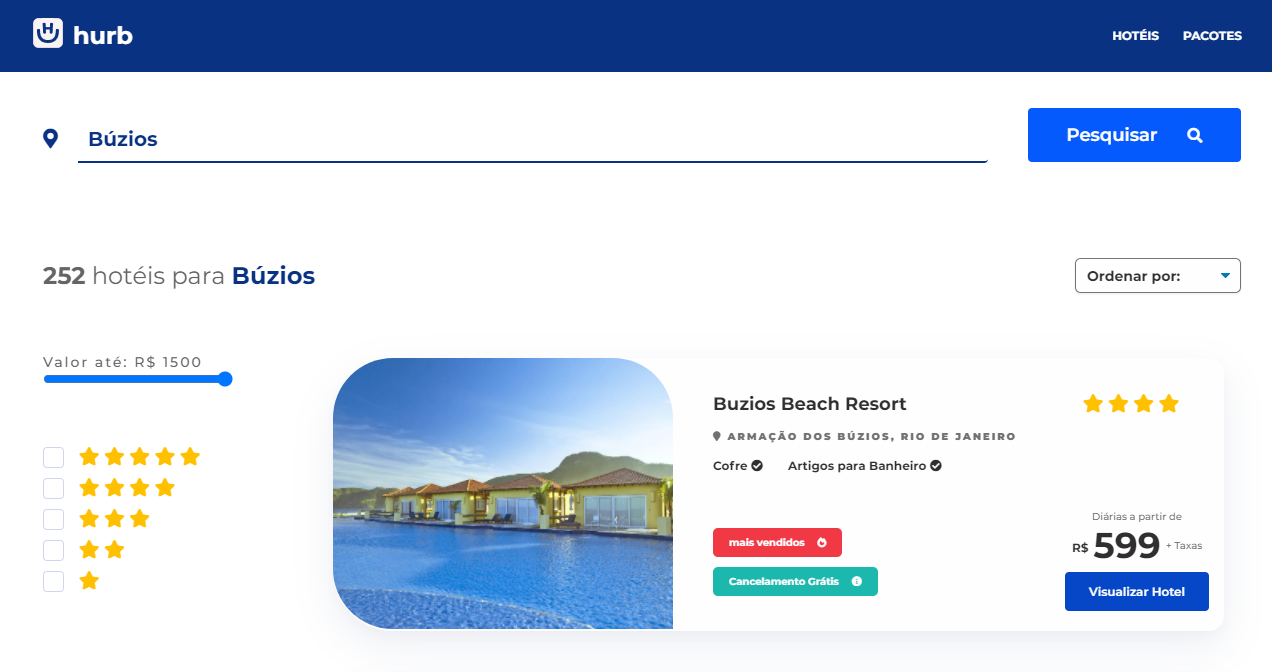 hurb
HOTÉIS PACOTES
Búzios
Pesquisar
252 hotéis para Búzios
Ordenar por:
Valor até: R$ 1500
Buzios Beach Resort
ARMAÇÃO DOS BÚZIOS, RIO DE JANEIRO
Cofre Artigos para Banheiro
mais vendidos
Cancelamento Grátis
Diárias a partir de
R$ 599 + Taxas
Visualizar Hotel